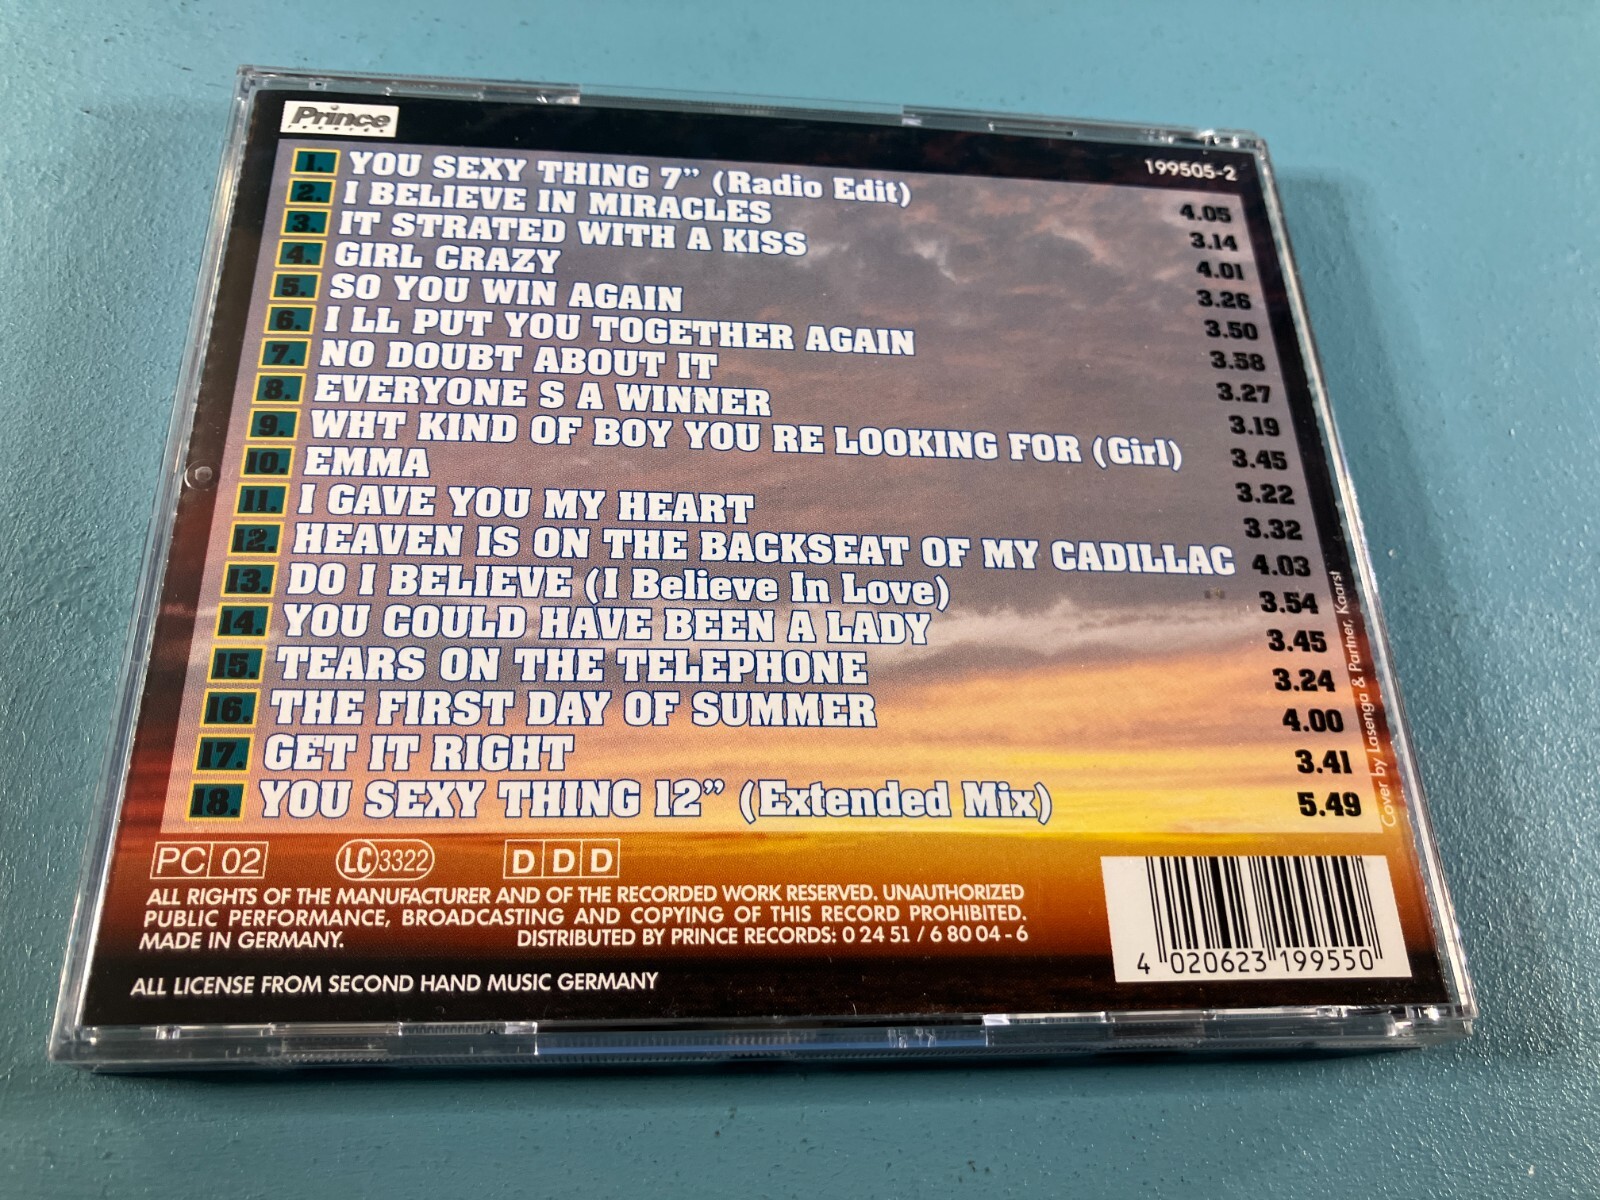 Prince
records
199505-2
1. YOU SEXY THING 7" (Radio Edit) 4.05
2. I BELIEVE IN MIRACLES 3.14
3. IT STRATED WITH A KISS 4.01
4. GIRL CRAZY 3.26
5. SO YOU WIN AGAIN 3.50
6. I LL PUT YOU TOGETHER AGAIN 3.58
7. NO DOUBT ABOUT IT 3.27
8. EVERYONE S A WINNER 3.19
9. WHT KIND OF BOY YOU RE LOOKING FOR (Girl) 3.45
10. EMMA 3.22
11. I GAVE YOU MY HEART 3.32
12. HEAVEN IS ON THE BACKSEAT OF MY CADILLAC 4.03
13. DO I BELIEVE (I Believe In Love) 3.54
14. YOU COULD HAVE BEEN A LADY 3.45
15. TEARS ON THE TELEPHONE 3.24
16. THE FIRST DAY OF SUMMER 4.00
17. GET IT RIGHT 3.41
18. YOU SEXY THING 12" (Extended Mix) 5.49
Cover by Lasenga & Partner, Kaarst
PC 02 LC 3322 D D D
ALL RIGHTS OF THE MANUFACTURER AND OF THE RECORDED WORK RESERVED. UNAUTHORIZED
PUBLIC PERFORMANCE, BROADCASTING AND COPYING OF THIS RECORD PROHIBITED.
MADE IN GERMANY. DISTRIBUTED BY PRINCE RECORDS: 0 24 51 / 6 80 04 - 6
ALL LICENSE FROM SECOND HAND MUSIC GERMANY
4 020623 199550